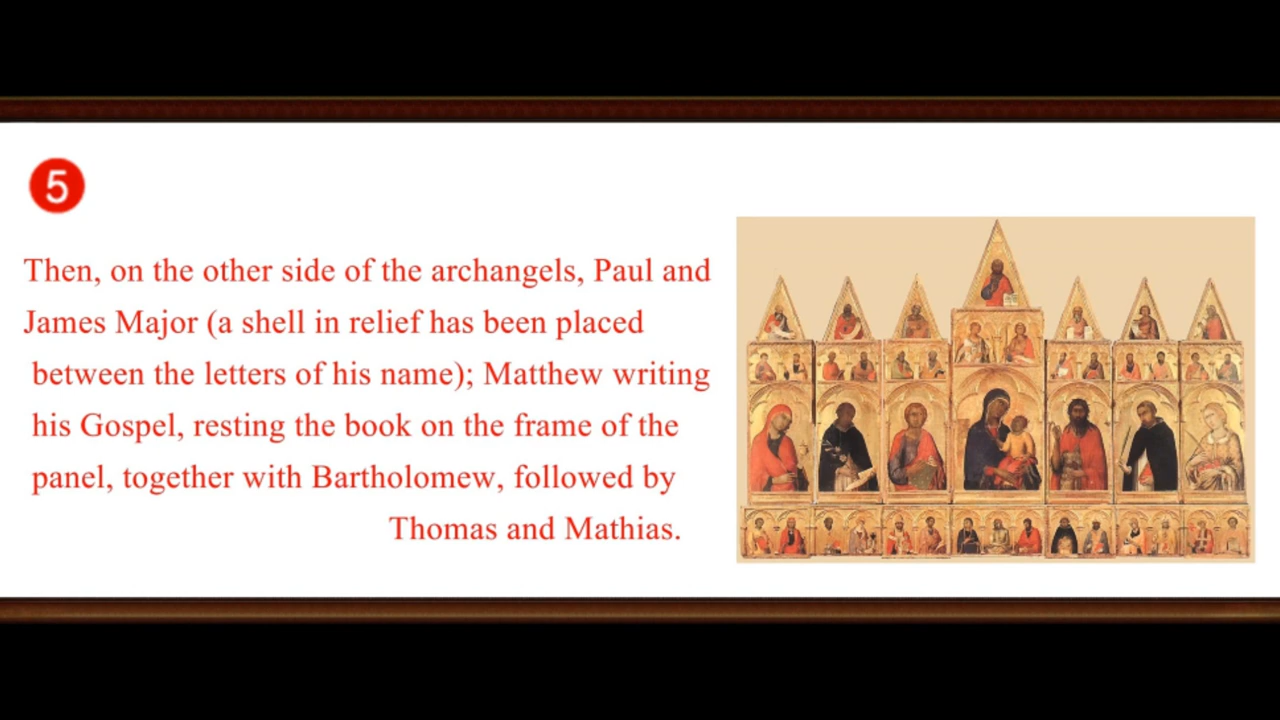 5
Then, on the other side of the archangels, Paul and
James Major (a shell in relief has been placed
between the letters of his name); Matthew writing
his Gospel, resting the book on the frame of the
panel, together with Bartholomew, followed by
Thomas and Mathias.